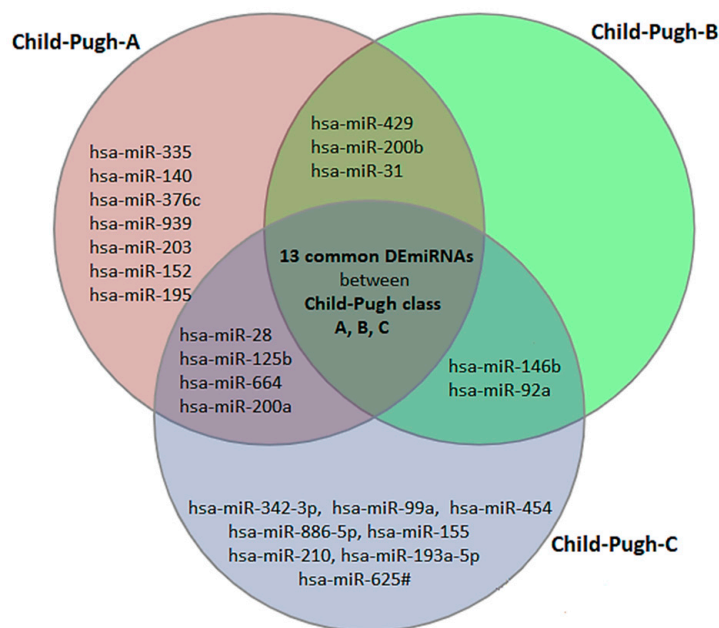 Child-Pugh-A
Child-Pugh-B
hsa-miR-429
hsa-miR-200b
hsa-miR-31
hsa-miR-335
hsa-miR-140
hsa-miR-376c
hsa-miR-939
hsa-miR-203
hsa-miR-152
hsa-miR-195
13 common DEmiRNAs
between
Child-Pugh class
A, B, C
hsa-miR-28
hsa-miR-125b
hsa-miR-664
hsa-miR-200a
hsa-miR-146b
hsa-miR-92a
hsa-miR-342-3p, hsa-miR-99a, hsa-miR-454
hsa-miR-886-5p, hsa-miR-155
hsa-miR-210, hsa-miR-193a-5p
hsa-miR-625#
Child-Pugh-C